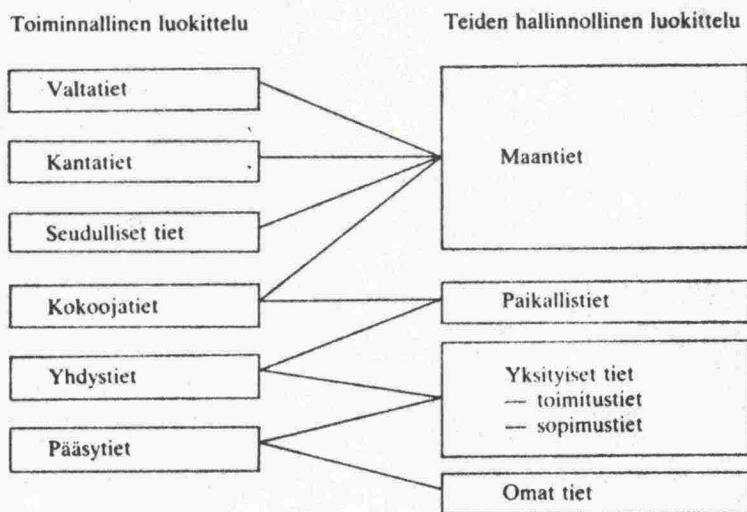 Toiminnallinen luokittelu
Teiden hallinnollinen luokittelu
Valtatiet
Kantatiet
Seudulliset tiet
Kokoojatiet
Yhdystiet
Pääsytiet
Maantiet
Paikallistiet
Yksityiset tiet
— toimitustiet
— sopimustiet
Omat tiet